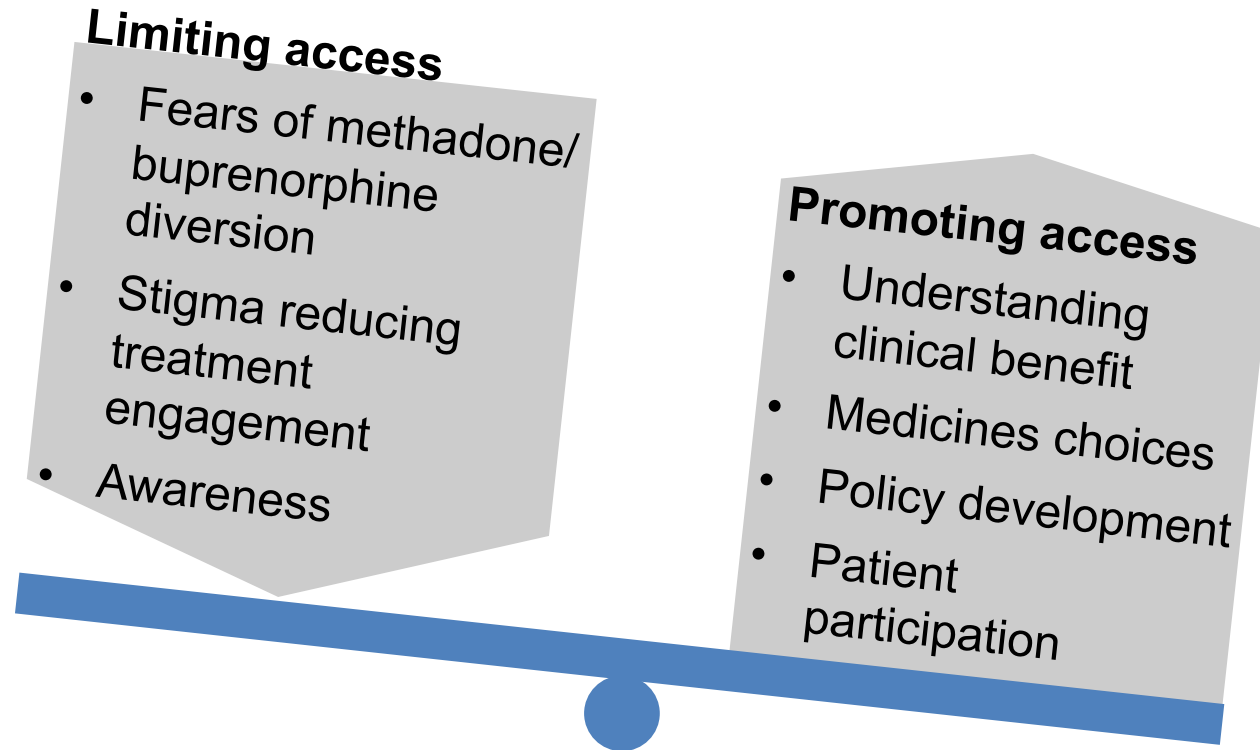 Limiting access
• Fears of methadone/
buprenorphine
diversion
• Stigma reducing
treatment
engagement
• Awareness
Promoting access
• Understanding
clinical benefit
• Medicines choices
• Policy development
• Patient
participation